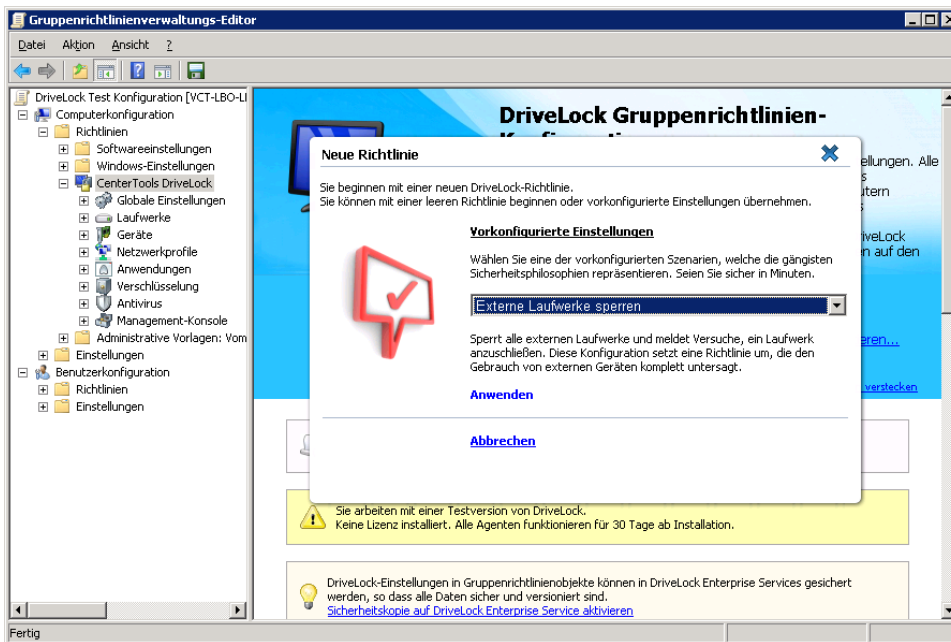 Gruppenrichtlinienverwaltungs-Editor
Datei Aktion Ansicht ?
DriveLock Test Konfiguration [VCT-LBO-LI
Computerkonfiguration
Richtlinien
Softwareeinstellungen
Windows-Einstellungen
CenterTools DriveLock
Globale Einstellungen
Laufwerke
Geräte
Netzwerkprofile
Anwendungen
Verschlüsselung
Antivirus
Management-Konsole
Administrative Vorlagen: Vom
Einstellungen
Benutzerkonfiguration
Richtlinien
Einstellungen
DriveLock Gruppenrichtlinien-
ellungen. Alle
s
utern
riveLock
n auf den
eren...
verstecken
Neue Richtlinie
Sie beginnen mit einer neuen DriveLock-Richtlinie.
Sie können mit einer leeren Richtlinie beginnen oder vorkonfigurierte Einstellungen übernehmen.
Vorkonfigurierte Einstellungen
Wählen Sie eine der vorkonfigurierten Szenarien, welche die gängisten
Sicherheitsphilosophien repräsentieren. Seien Sie sicher in Minuten.
Externe Laufwerke sperren
Sperrt alle externen Laufwerke und meldet Versuche, ein Laufwerk
anzuschließen. Diese Konfiguration setzt eine Richtlinie um, die den
Gebrauch von externen Geräten komplett untersagt.
Anwenden
Abbrechen
Sie arbeiten mit einer Testversion von DriveLock.
Keine Lizenz installiert. Alle Agenten funktionieren für 30 Tage ab Installation.
DriveLock-Einstellungen in Gruppenrichtlinienobjekte können in DriveLock Enterprise Services gesichert
werden, so dass alle Daten sicher und versioniert sind.
Sicherheitskopie auf DriveLock Enterprise Service aktivieren
Fertig